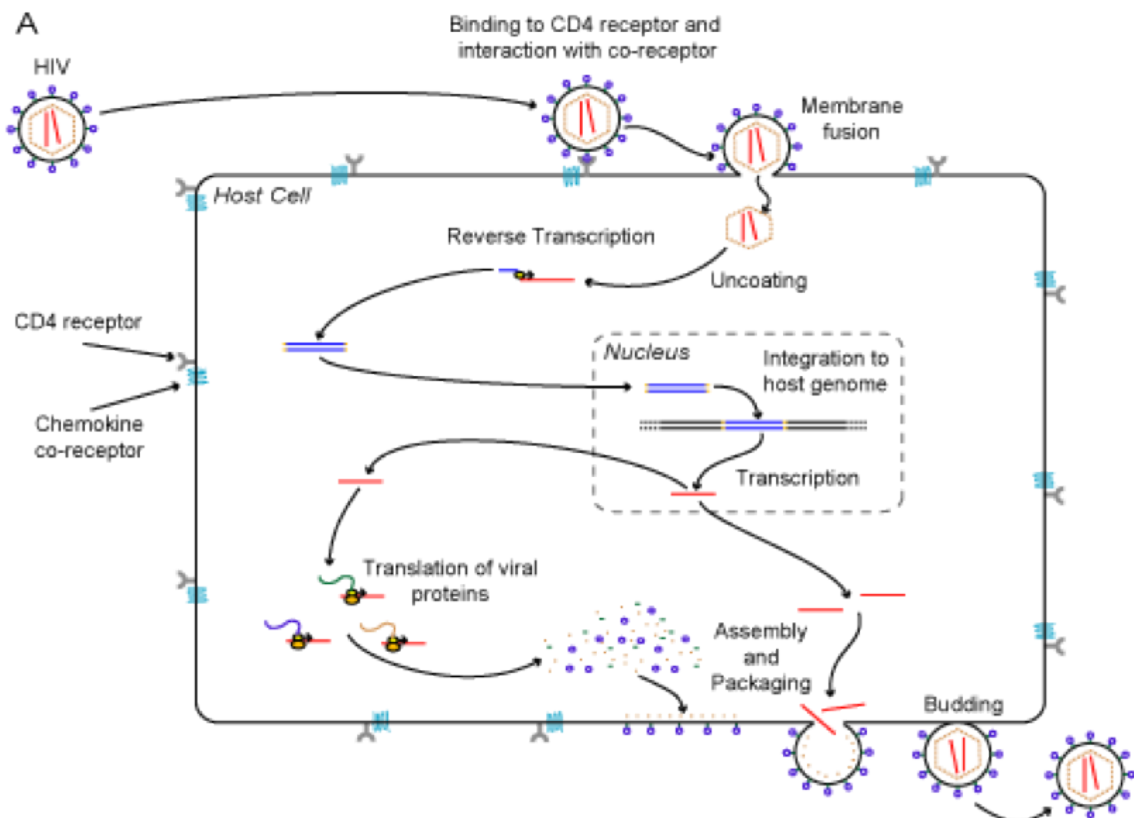 A
Binding to CD4 receptor and
interaction with co-receptor
HIV
Membrane
fusion
Host Cell
Reverse Transcription
Uncoating
CD4 receptor
Nucleus
Integration to
host genome
Chemokine
co-receptor
Transcription
Translation of viral
proteins
Assembly
and
Packaging
Budding